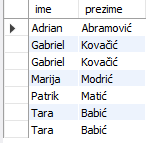 ime prezime
Adrian Abramović
Gabriel Kovačić
Gabriel Kovačić
Marija Modrić
Patrik Matić
Tara Babić
Tara Babić